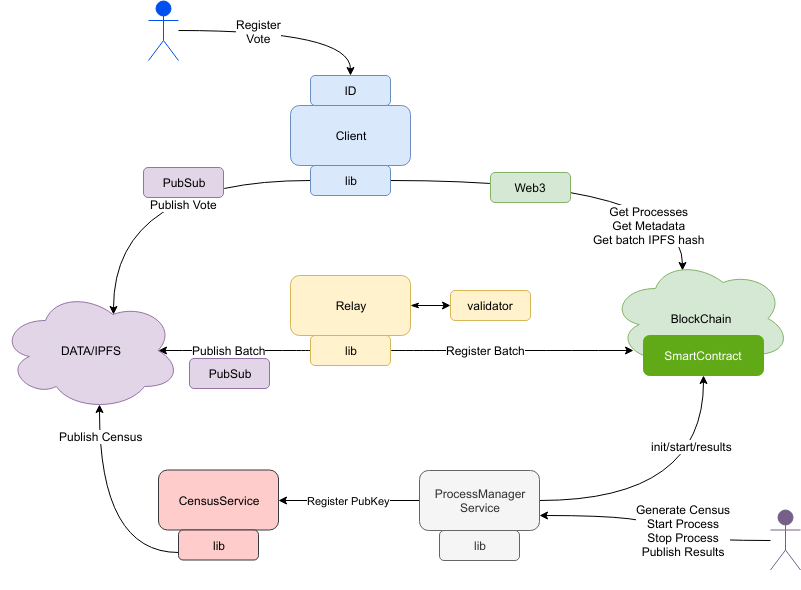 Register
Vote
ID
Client
lib
PubSub
Publish Vote
Web3
Get Processes
Get Metadata
Get batch IPFS hash
Relay
validator
lib
BlockChain
SmartContract
DATA/IPFS
Publish Batch
Register Batch
PubSub
Publish Census
init/start/results
CensusService
lib
Register PubKey
ProcessManager
Service
lib
Generate Census
Start Process
Stop Process
Publish Results